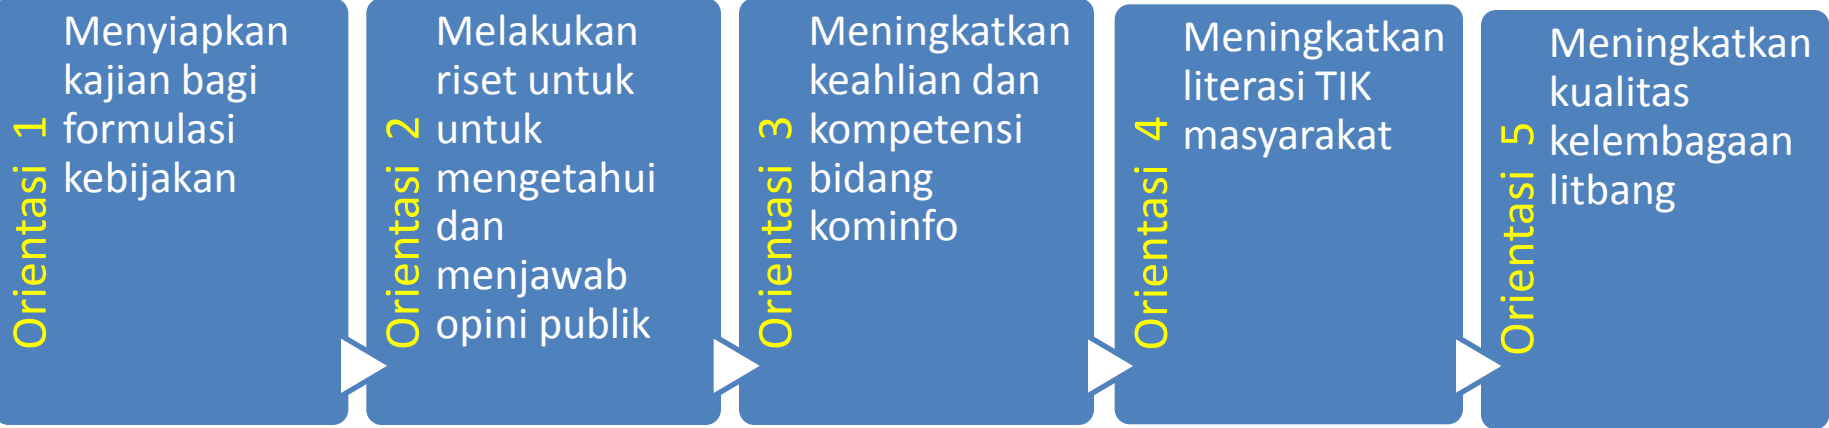 Orientasi 1
Menyiapkan
kajian bagi
formulasi
kebijakan
Orientasi 2
Melakukan
riset untuk
untuk
mengetahui
dan
menjawab
opini publik
Orientasi 3
Meningkatkan
keahlian dan
kompetensi
bidang
kominfo
Orientasi 4
Meningkatkan
literasi TIK
masyarakat
Orientasi 5
Meningkatkan
kualitas
kelembagaan
litbang